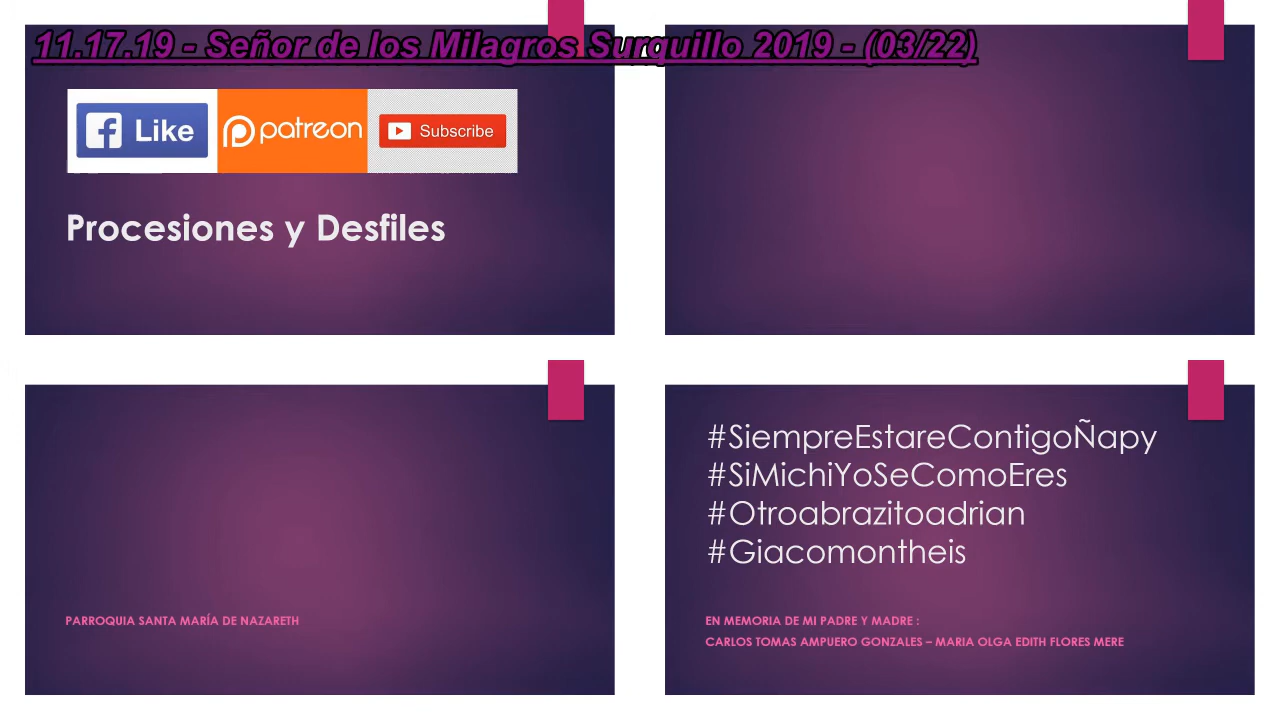 11.17.19 - Señor de los Milagros Surquillo 2019 - (03/22)
Like
patreon
Subscribe
Procesiones y Desfiles
#SiempreEstareContigoÑapy
#SiMichiYoSeComoEres
#Otroabrazitoadrian
#Giacomontheis
PARROQUIA SANTA MARÍA DE NAZARETH
EN MEMORIA DE MI PADRE Y MADRE :
CARLOS TOMAS AMPUERO GONZALES – MARIA OLGA EDITH FLORES MERE